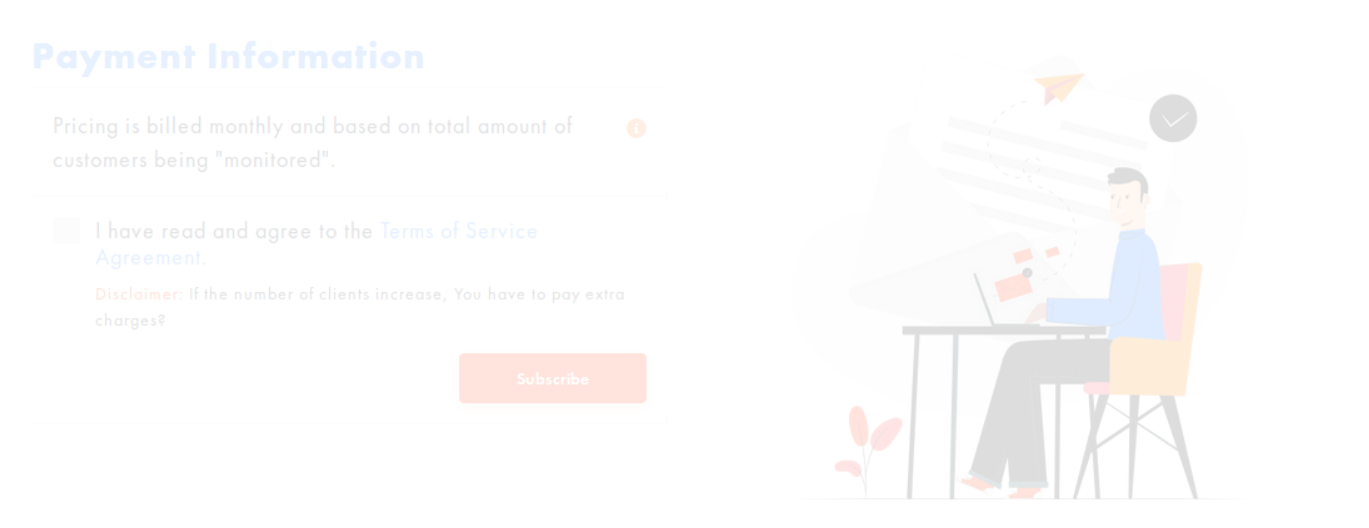 Payment Information
Pricing is billed monthly and based on total amount of
customers being "monitored".
I have read and agree to the Terms of Service
Agreement.
Disclaimer: If the number of clients increase, You have to pay extra
charges?
Subscribe